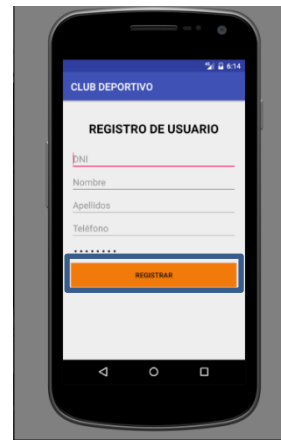 6:14
CLUB DEPORTIVO
REGISTRO DE USUARIO
DNI
Nombre
Apellidos
Teléfono
........
REGISTRAR